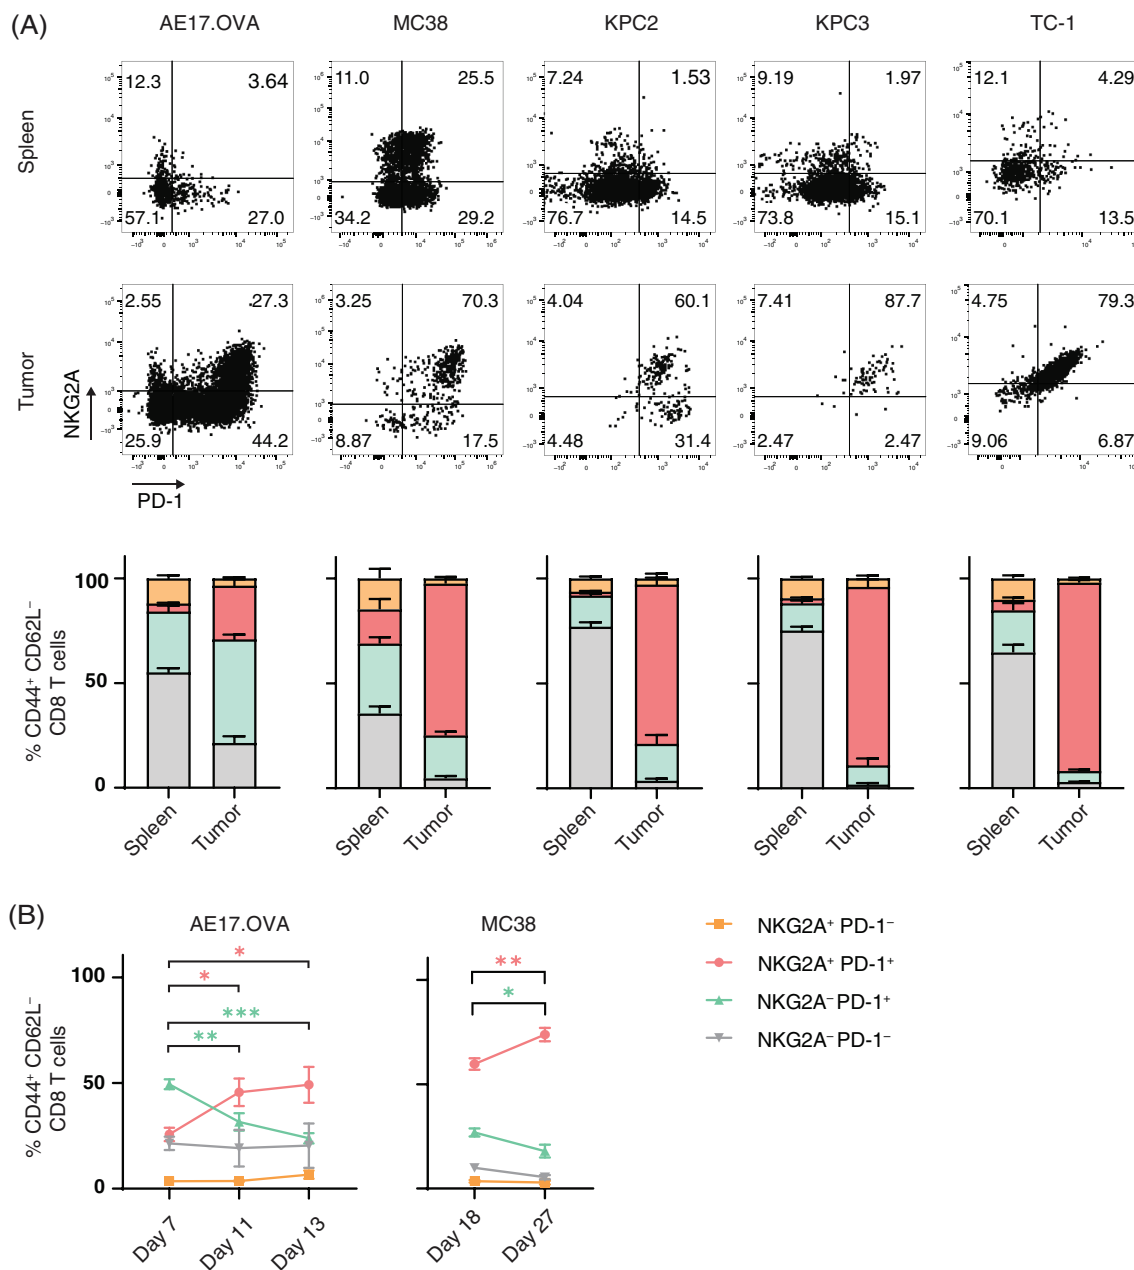 (A)
AE17.OVA MC38 KPC2 KPC3 TC-1
Spleen
12.3 3.64 11.0 25.5 7.24 1.53 9.19 1.97 12.1 4.29
57.1 27.0 34.2 29.2 76.7 14.5 73.8 15.1 70.1 13.5
Tumor
2.55 27.3 3.25 70.3 4.04 60.1 7.41 87.7 4.75 79.3
25.9 44.2 8.87 17.5 4.48 31.4 2.47 2.47 9.06 6.87
NKG2A
PD-1
% CD44⁺ CD62L⁻
CD8 T cells
100
50
0
Spleen Tumor Spleen Tumor Spleen Tumor Spleen Tumor Spleen Tumor
(B)
AE17.OVA MC38
% CD44⁺ CD62L⁻
CD8 T cells
100
50
0
* * *** **
** *
Day 7 Day 11 Day 13 Day 18 Day 27
NKG2A⁺ PD-1⁻
NKG2A⁺ PD-1⁺
NKG2A⁻ PD-1⁺
NKG2A⁻ PD-1⁻